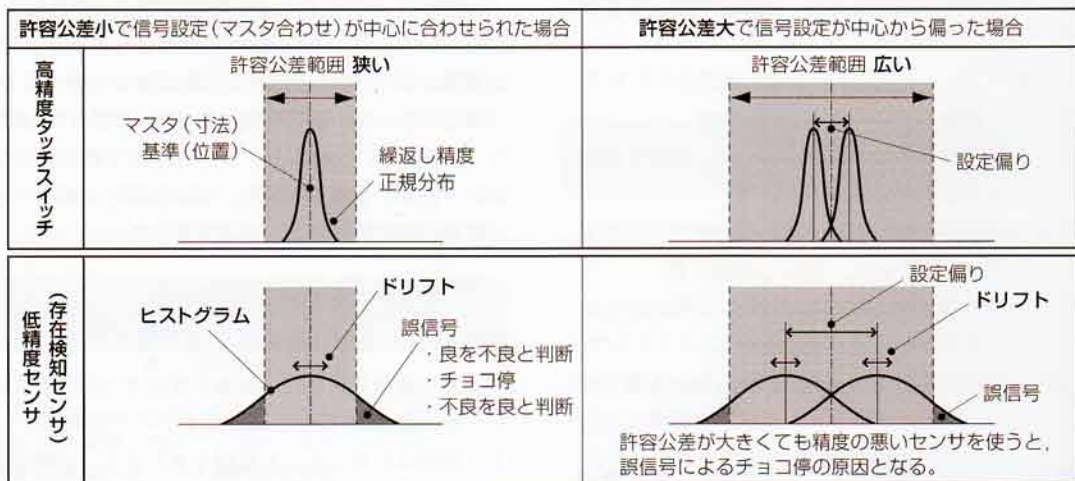 許容公差小で信号設定(マスタ合わせ)が中心に合わせられた場合
許容公差大で信号設定が中心から偏った場合
高精度タッチスイッチ
許容公差範囲 狭い
マスタ(寸法)
基準(位置)
繰返し精度
正規分布
許容公差範囲 広い
設定偏り
(存在検知センサ)
低精度センサ
ヒストグラム
ドリフト
誤信号
・良を不良と判断
・チョコ停
・不良を良と判断
設定偏り
ドリフト
誤信号
許容公差が大きくても精度の悪いセンサを使うと,
誤信号によるチョコ停の原因となる。